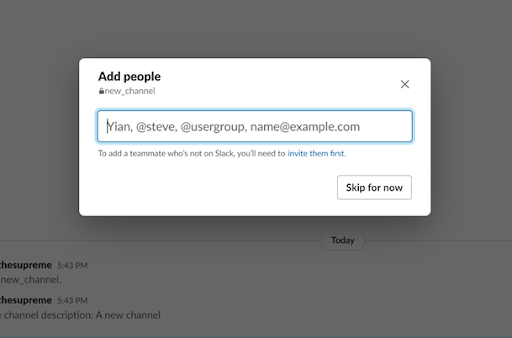 Add people
new_channel
Yian, @steve, @usergroup, name@example.com
To add a teammate who's not on Slack, you'll need to invite them first.
Skip for now
Today
thesupreme 5:43 PM
new_channel.
thesupreme 5:43 PM
channel description: A new channel